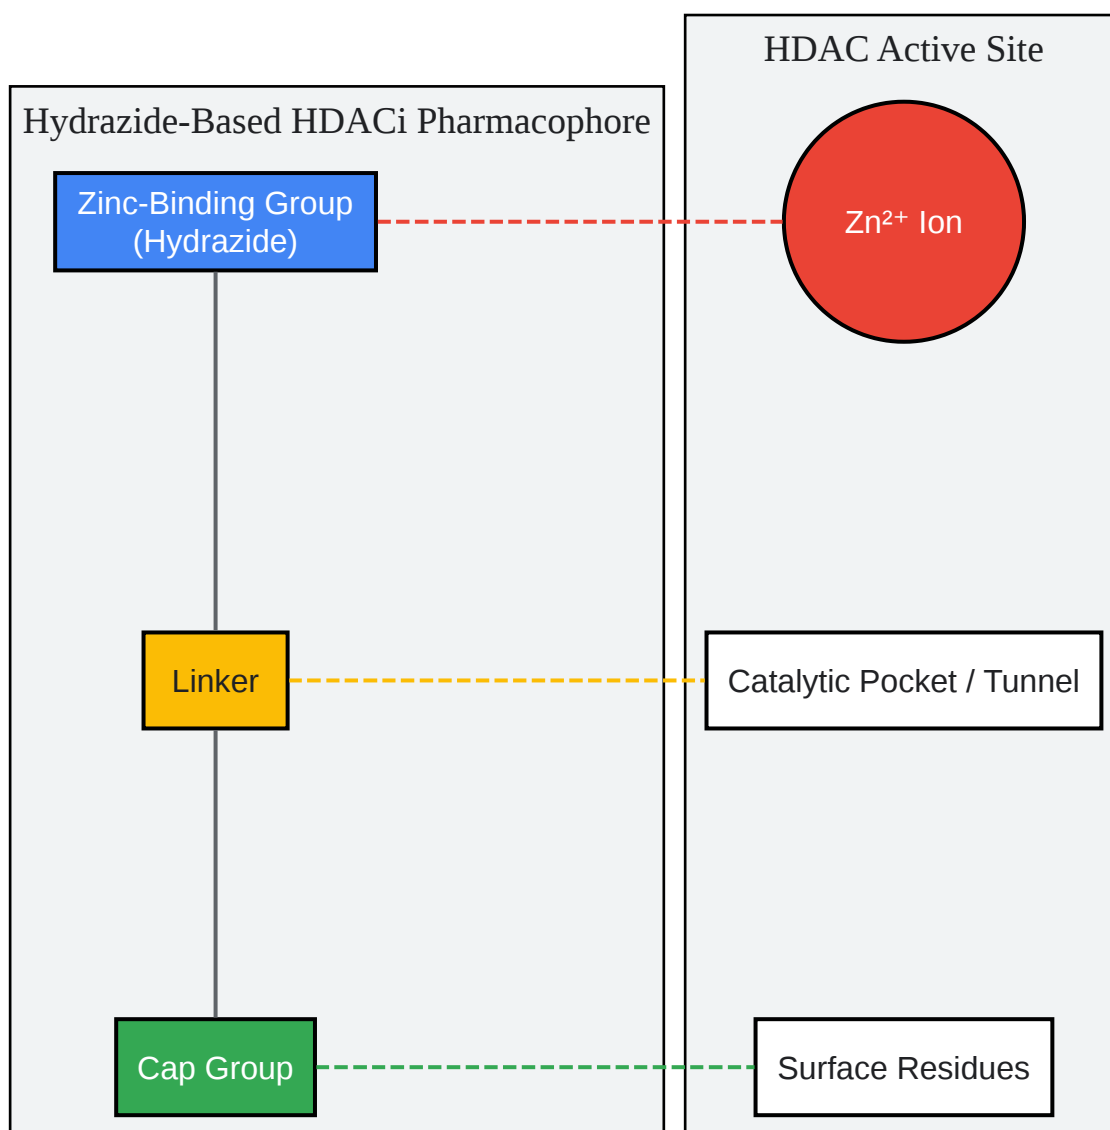 HDAC Active Site
Hydrazide-Based HDACi Pharmacophore
Zinc-Binding Group
(Hydrazide)
Zn²⁺ Ion
Linker
Catalytic Pocket / Tunnel
Cap Group
Surface Residues